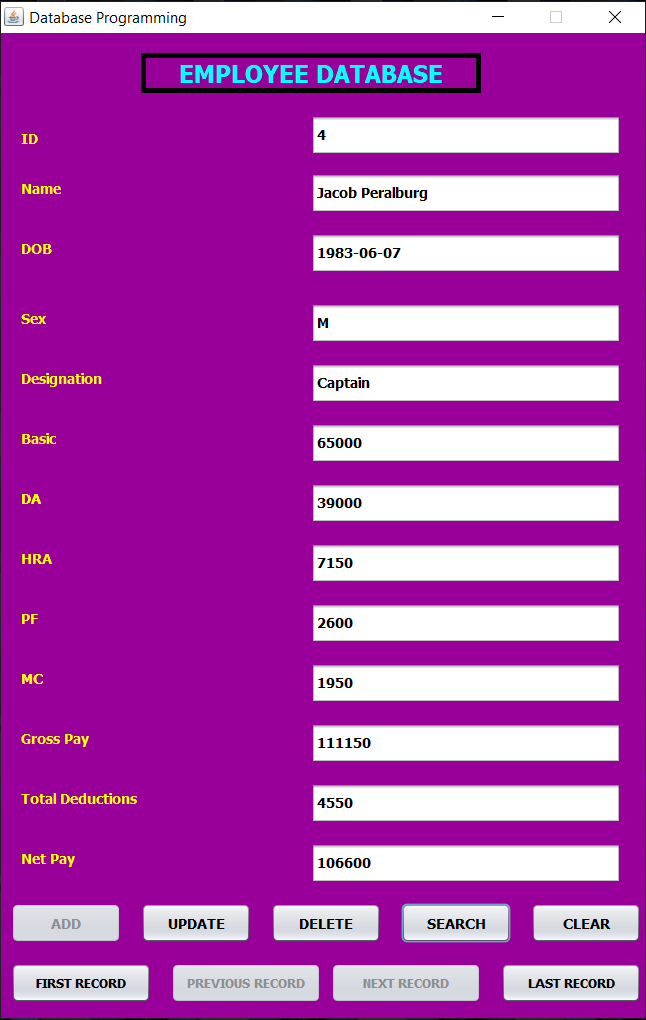 Database Programming
EMPLOYEE DATABASE
ID 4
Name Jacob Peralburg
DOB 1983-06-07
Sex M
Designation Captain
Basic 65000
DA 39000
HRA 7150
PF 2600
MC 1950
Gross Pay 111150
Total Deductions 4550
Net Pay 106600
ADD UPDATE DELETE SEARCH CLEAR
FIRST RECORD PREVIOUS RECORD NEXT RECORD LAST RECORD